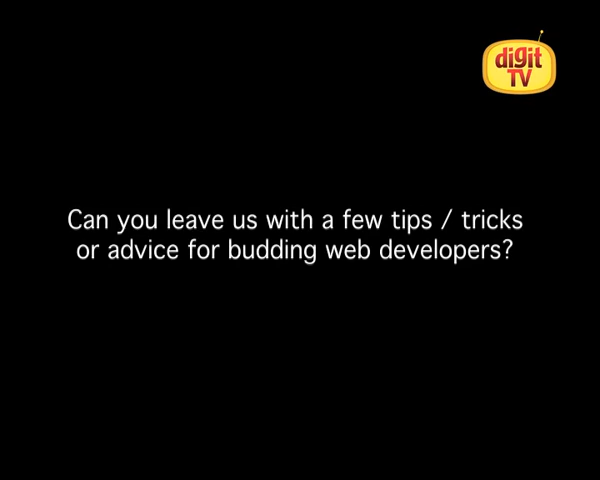 digit
TV
Can you leave us with a few tips / tricks
or advice for budding web developers?